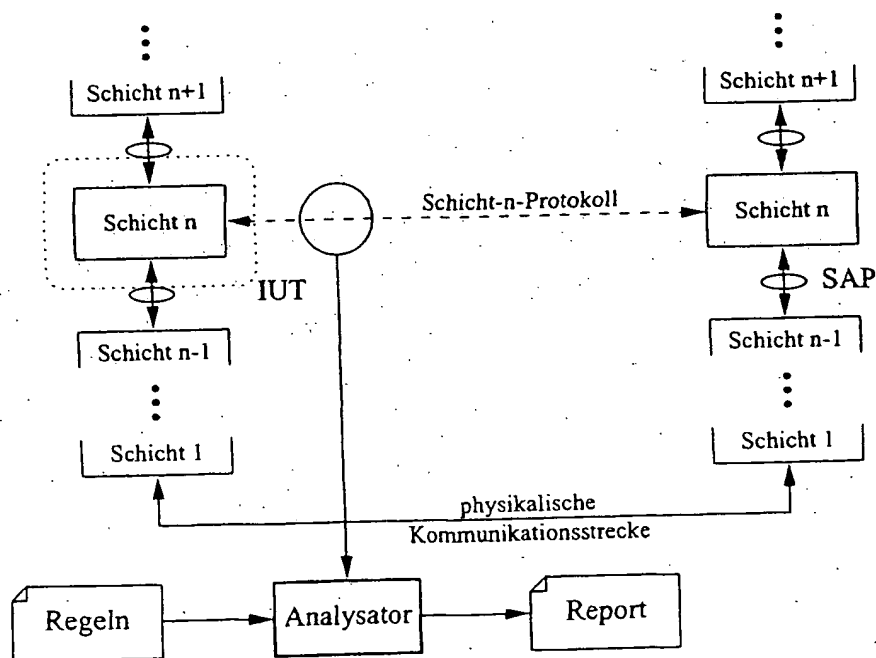 Schicht n+1
Schicht n+1
Schicht n
Schicht-n-Protokoll
Schicht n
IUT
SAP
Schicht n-1
Schicht n-1
Schicht 1
Schicht 1
physikalische
Kommunikationsstrecke
Regeln
Analysator
Report